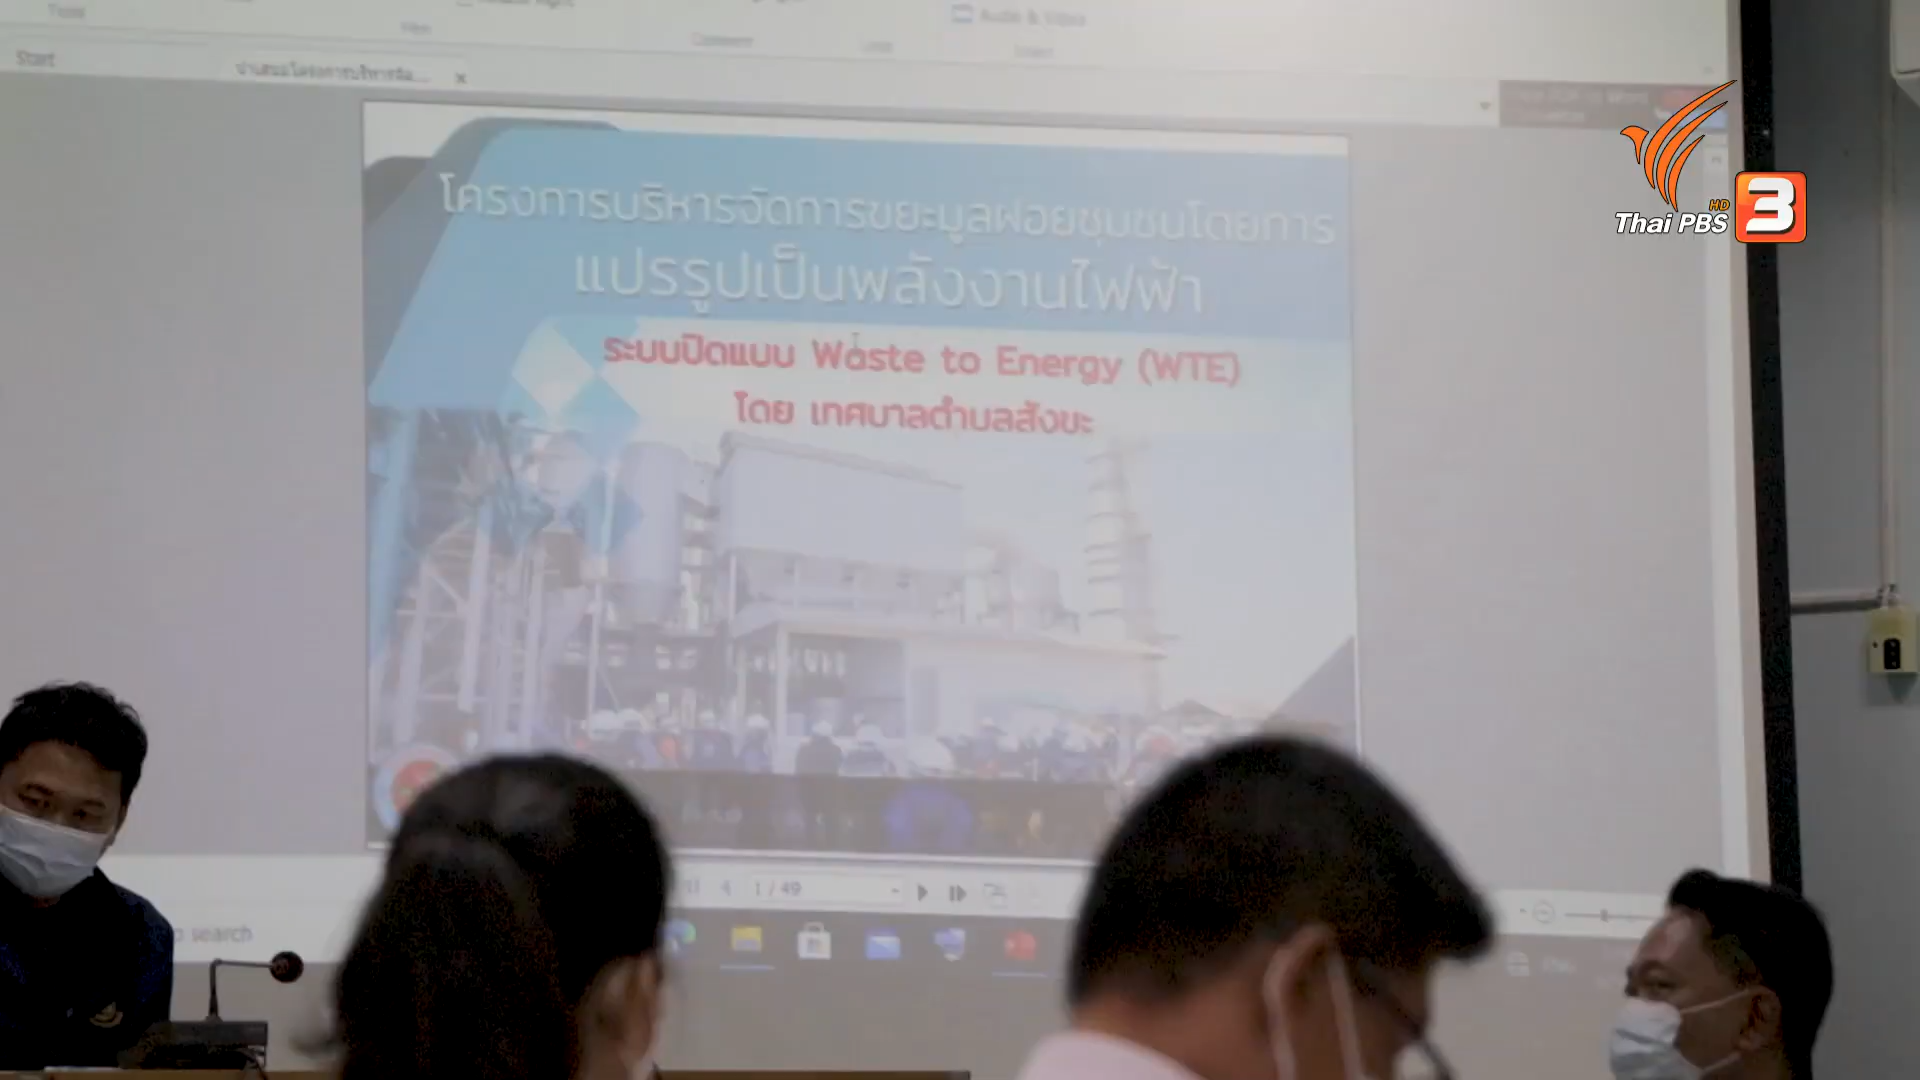 Start
Audio & Video
Thai PBS HD 3
โครงการบริหารจัดการขยะมูลฝอยชุมชนโดยการ
แปรรูปเป็นพลังงานไฟฟ้า
ระบบปิดแบบ Waste to Energy (WTE)
โดย เทศบาลตำบลสังขะ
1 / 49
search